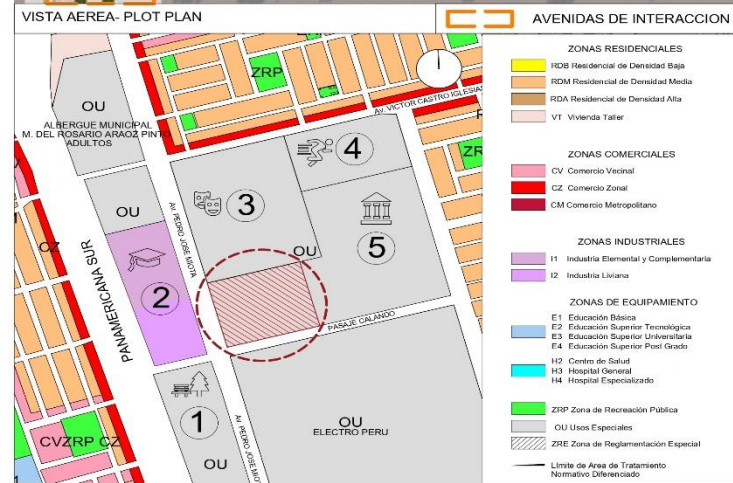 VISTA AEREA- PLOT PLAN
AVENIDAS DE INTERACCION
OU
ALBERGUE MUNICIPAL
M. DEL ROSARIO ARAOZ PINTO
ADULTOS
OU
ZRP
AV. VICTOR CASTRO IGLESIAS
ZR
4
3
5
OU
Av. PEDRO JOSE MIOTA
CZ
PANAMERICANA SUR
2
PASAJE CALANDO
1
OU
Av. PEDRO JOSE MIOTA
OU
ELECTRO PERU
CV
ZRP
CZ
ZONAS RESIDENCIALES
RDB Residencial de Densidad Baja
RDM Residencial de Densidad Media
RDA Residencial de Densidad Alta
VT Vivienda Taller
ZONAS COMERCIALES
CV Comercio Vecinal
CZ Comercio Zonal
CM Comercio Metropolitano
ZONAS INDUSTRIALES
I1 Industria Elemental y Complementaria
I2 Industria Liviana
ZONAS DE EQUIPAMIENTO
E1 Educación Básica
E2 Educación Superior Tecnológica
E3 Educación Superior Universitaria
E4 Educación Superior Post Grado
H2 Centro de Salud
H3 Hospital General
H4 Hospital Especializado
ZRP Zona de Recreación Pública
OU Usos Especiales
ZRE Zona de Reglamentación Especial
Límite de Area de Tratamiento
Normativo Diferenciado